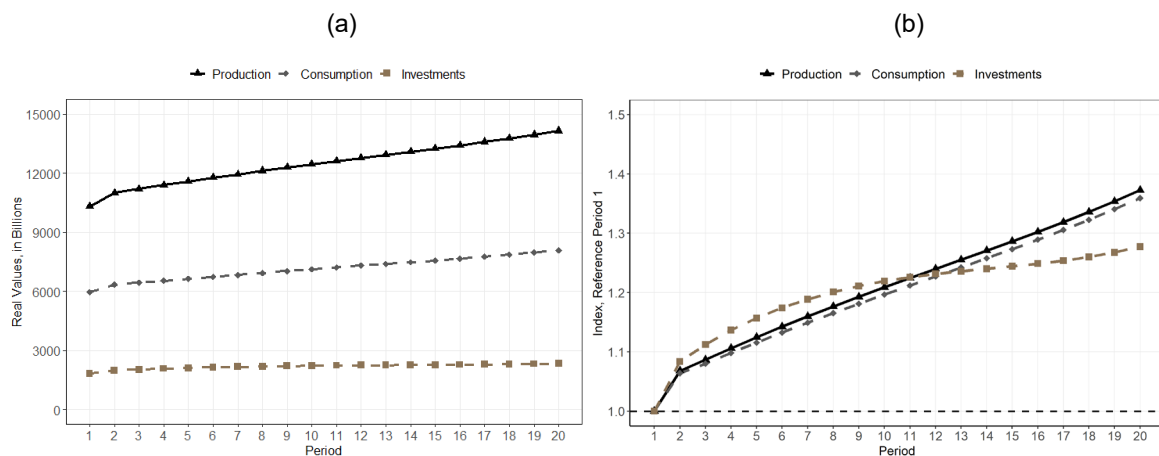 (a)
Production Consumption Investments
Real Values, in Billions
15000
12000
9000
6000
3000
0
1 2 3 4 5 6 7 8 9 10 11 12 13 14 15 16 17 18 19 20
Period
(b)
Production Consumption Investments
Index, Reference Period 1
1.5
1.4
1.3
1.2
1.1
1.0
1 2 3 4 5 6 7 8 9 10 11 12 13 14 15 16 17 18 19 20
Period